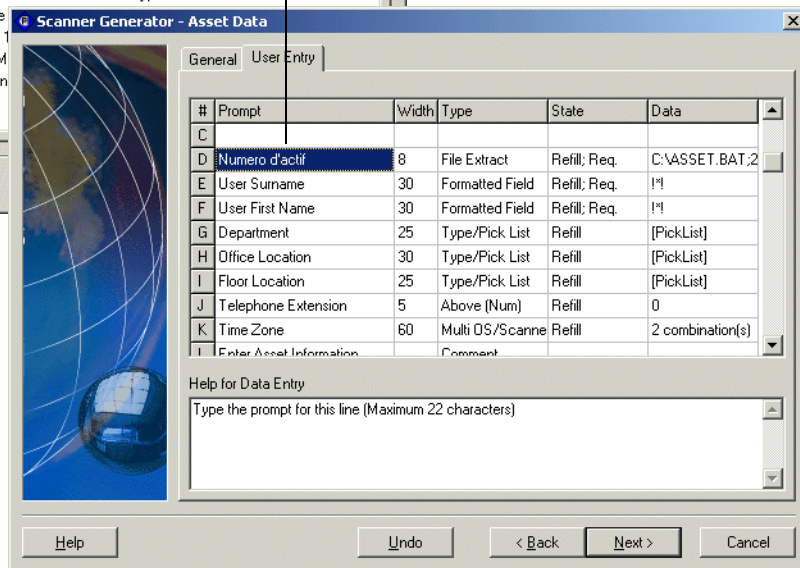 Scanner Generator - Asset Data
General User Entry
# Prompt Width Type State Data
C
D Numero d'actif 8 File Extract Refill; Req. C:\ASSET.BAT;2
E User Surname 30 Formatted Field Refill; Req. !*!
F User First Name 30 Formatted Field Refill; Req. !*!
G Department 25 Type/Pick List Refill [PickList]
H Office Location 30 Type/Pick List Refill [PickList]
I Floor Location 25 Type/Pick List Refill [PickList]
J Telephone Extension 5 Above (Num) Refill 0
K Time Zone 60 Multi OS/Scanne Refill 2 combination(s)
L Enter Asset Information Comment
Help for Data Entry
Type the prompt for this line (Maximum 22 characters)
Help Undo < Back Next > Cancel